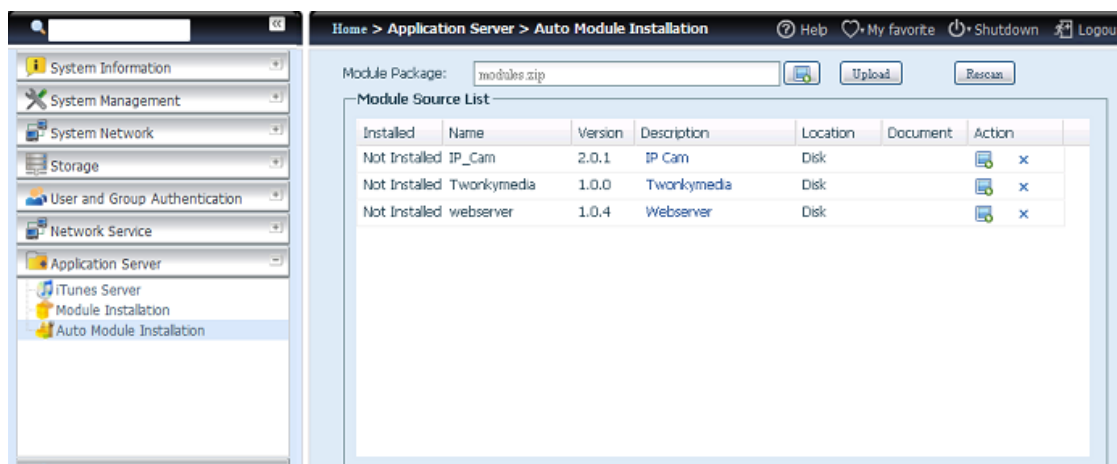 Home > Application Server > Auto Module Installation
Help
My favorite
Shutdown
Logou
System Information
System Management
System Network
Storage
User and Group Authentication
Network Service
Application Server
iTunes Server
Module Installation
Auto Module Installation
Module Package: modules.zip Upload Rescan
Module Source List
Installed Name Version Description Location Document Action
Not Installed IP_Cam 2.0.1 IP Cam Disk
Not Installed Twonkymedia 1.0.0 Twonkymedia Disk
Not Installed webserver 1.0.4 Webserver Disk